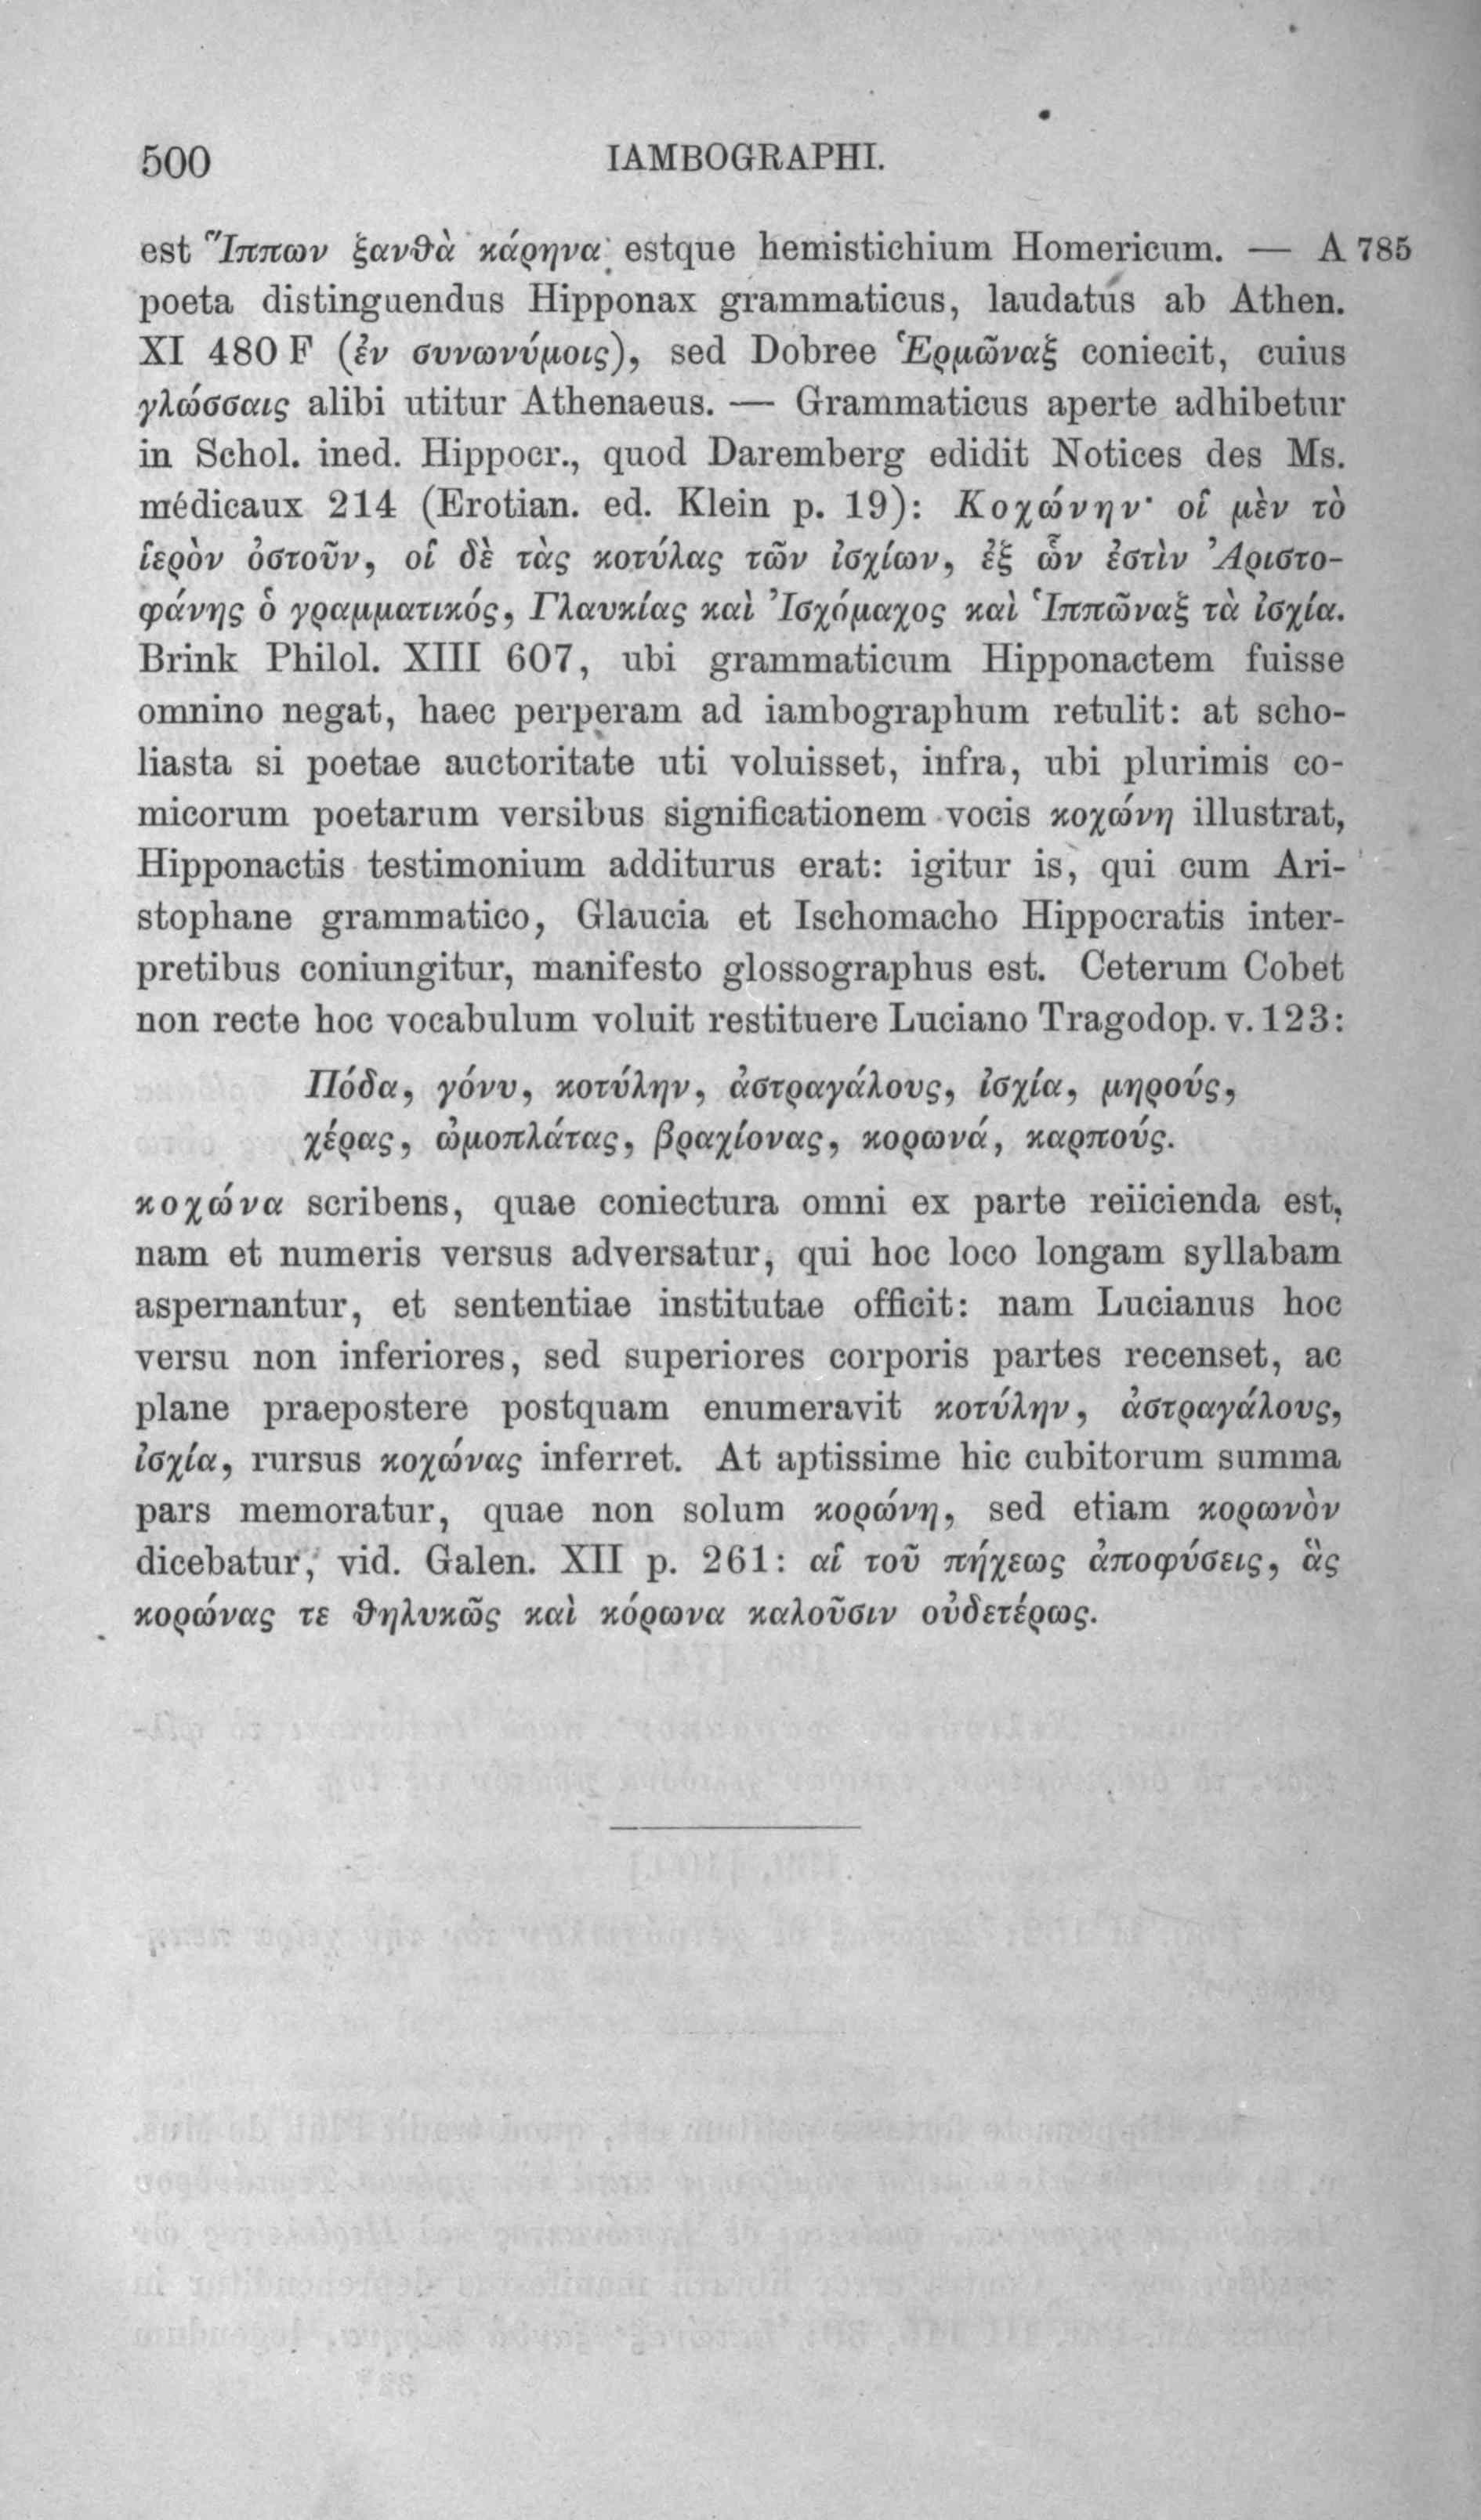 500 IAMBOGRAPHI.
est Ἵππων ξανθὰ κάρηνα estque hemistichium Homericum. — A 785
poeta distinguendus Hipponax grammaticus, laudatus ab Athen.
XI 480 F (ἐν συνωνύμοις), sed Dobree Ἑρμῶναξ coniecit, cuius
γλώσσαις alibi utitur Athenaeus. — Grammaticus aperte adhibetur
in Schol. ined. Hippocr., quod Daremberg edidit Notices des Ms.
médicaux 214 (Erotian. ed. Klein p. 19): Κοχώνην· οἱ μὲν τὸ
ἱερὸν ὀστοῦν, οἱ δὲ τὰς κοτύλας τῶν ἰσχίων, ἐξ ὧν ἐστὶν Ἀριστο-
φάνης ὁ γραμματικός, Γλαυκίας καὶ Ἰσχόμαχος καὶ Ἱππῶναξ τὰ ἰσχία.
Brink Philol. XIII 607, ubi grammaticum Hipponactem fuisse
omnino negat, haec perperam ad iambographum retulit: at scho-
liasta si poetae auctoritate uti voluisset, infra, ubi plurimis co-
micorum poetarum versibus significationem vocis κοχώνη illustrat,
Hipponactis testimonium additurus erat: igitur is, qui cum Ari-
stophane grammatico, Glaucia et Ischomacho Hippocratis inter-
pretibus coniungitur, manifesto glossographus est. Ceterum Cobet
non recte hoc vocabulum voluit restituere Luciano Tragodop. v. 123:
Πόδα, γόνυ, κοτύλην, ἀστραγάλους, ἰσχία, μηρούς,
χέρας, ὠμοπλάτας, βραχίονας, κορωνά, καρπούς.
κοχώνα scribens, quae coniectura omni ex parte reiicienda est,
nam et numeris versus adversatur, qui hoc loco longam syllabam
aspernantur, et sententiae institutae officit: nam Lucianus hoc
versu non inferiores, sed superiores corporis partes recenset, ac
plane praepostere postquam enumeravit κοτύλην, ἀστραγάλους,
ἰσχία, rursus κοχώνας inferret. At aptissime hic cubitorum summa
pars memoratur, quae non solum κορώνη, sed etiam κορωνὸν
dicebatur, vid. Galen. XII p. 261: αἱ τοῦ πήχεως ἀποφύσεις, ἃς
κορώνας τε θηλυκῶς καὶ κόρωνα καλοῦσιν οὐδετέρως.